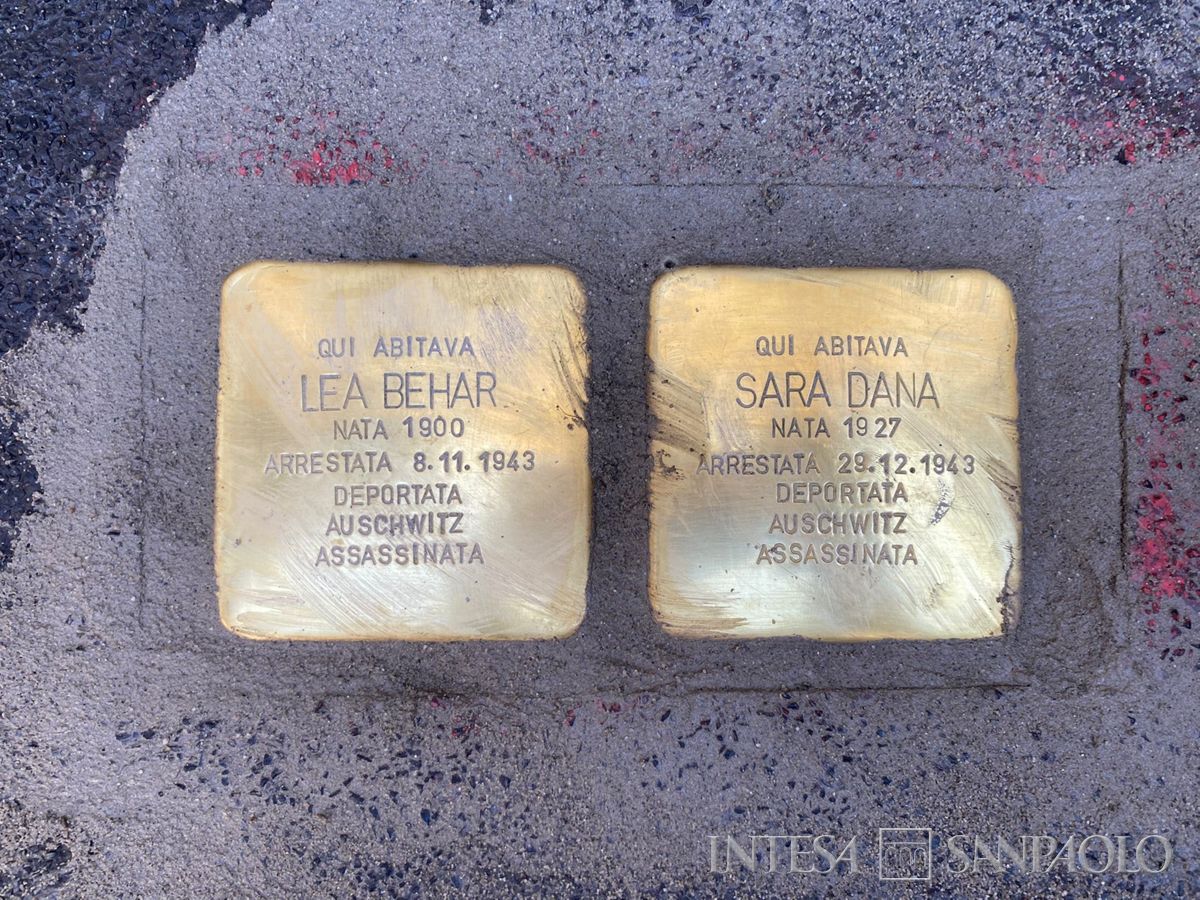 QUI ABITAVA
LEA BEHAR
NATA 1900
ARRESTATA 8.11.1943
DEPORTATA
AUSCHWITZ
ASSASSINATA
QUI ABITAVA
SARA DANA
NATA 1927
ARRESTATA 29.12.1943
DEPORTATA
AUSCHWITZ
ASSASSINATA
INTESA SANPAOLO